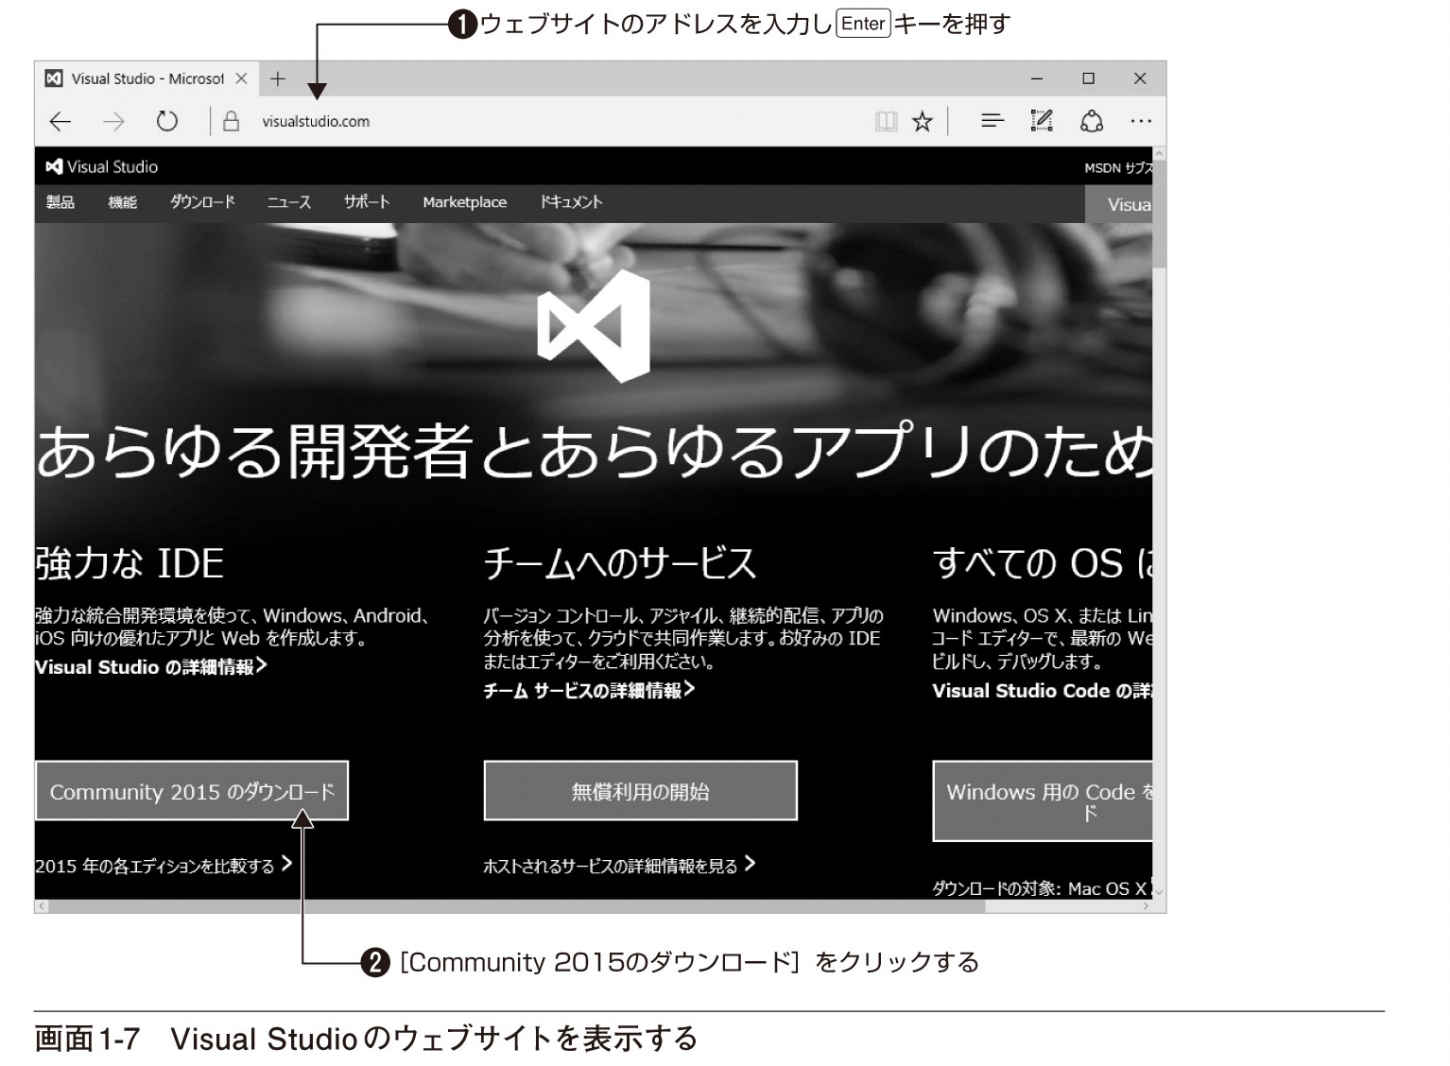 ❶ウェブサイトのアドレスを入力しEnterキーを押す
Visual Studio - Microsof
visualstudio.com
Visual Studio
MSDN サブス
製品 機能 ダウンロード ニュース サポート Marketplace ドキュメント Visua
あらゆる開発者とあらゆるアプリのため
強力な IDE
強力な統合開発環境を使って、Windows、Android、
iOS 向けの優れたアプリと Web を作成します。
Visual Studio の詳細情報>
Community 2015 のダウンロード
2015 年の各エディションを比較する >
チームへのサービス
バージョン コントロール、アジャイル、継続的配信、アプリの
分析を使って、クラウドで共同作業します。お好みの IDE
またはエディターをご利用ください。
チーム サービスの詳細情報>
無償利用の開始
ホストされるサービスの詳細情報を見る >
すべての OS に
Windows、OS X、または Lin
コード エディターで、最新の We
ビルドし、デバッグします。
Visual Studio Code の詳
Windows 用の Code を
ド
ダウンロードの対象: Mac OS X
❷［Community 2015のダウンロード］をクリックする
画面1-7 Visual Studioのウェブサイトを表示する